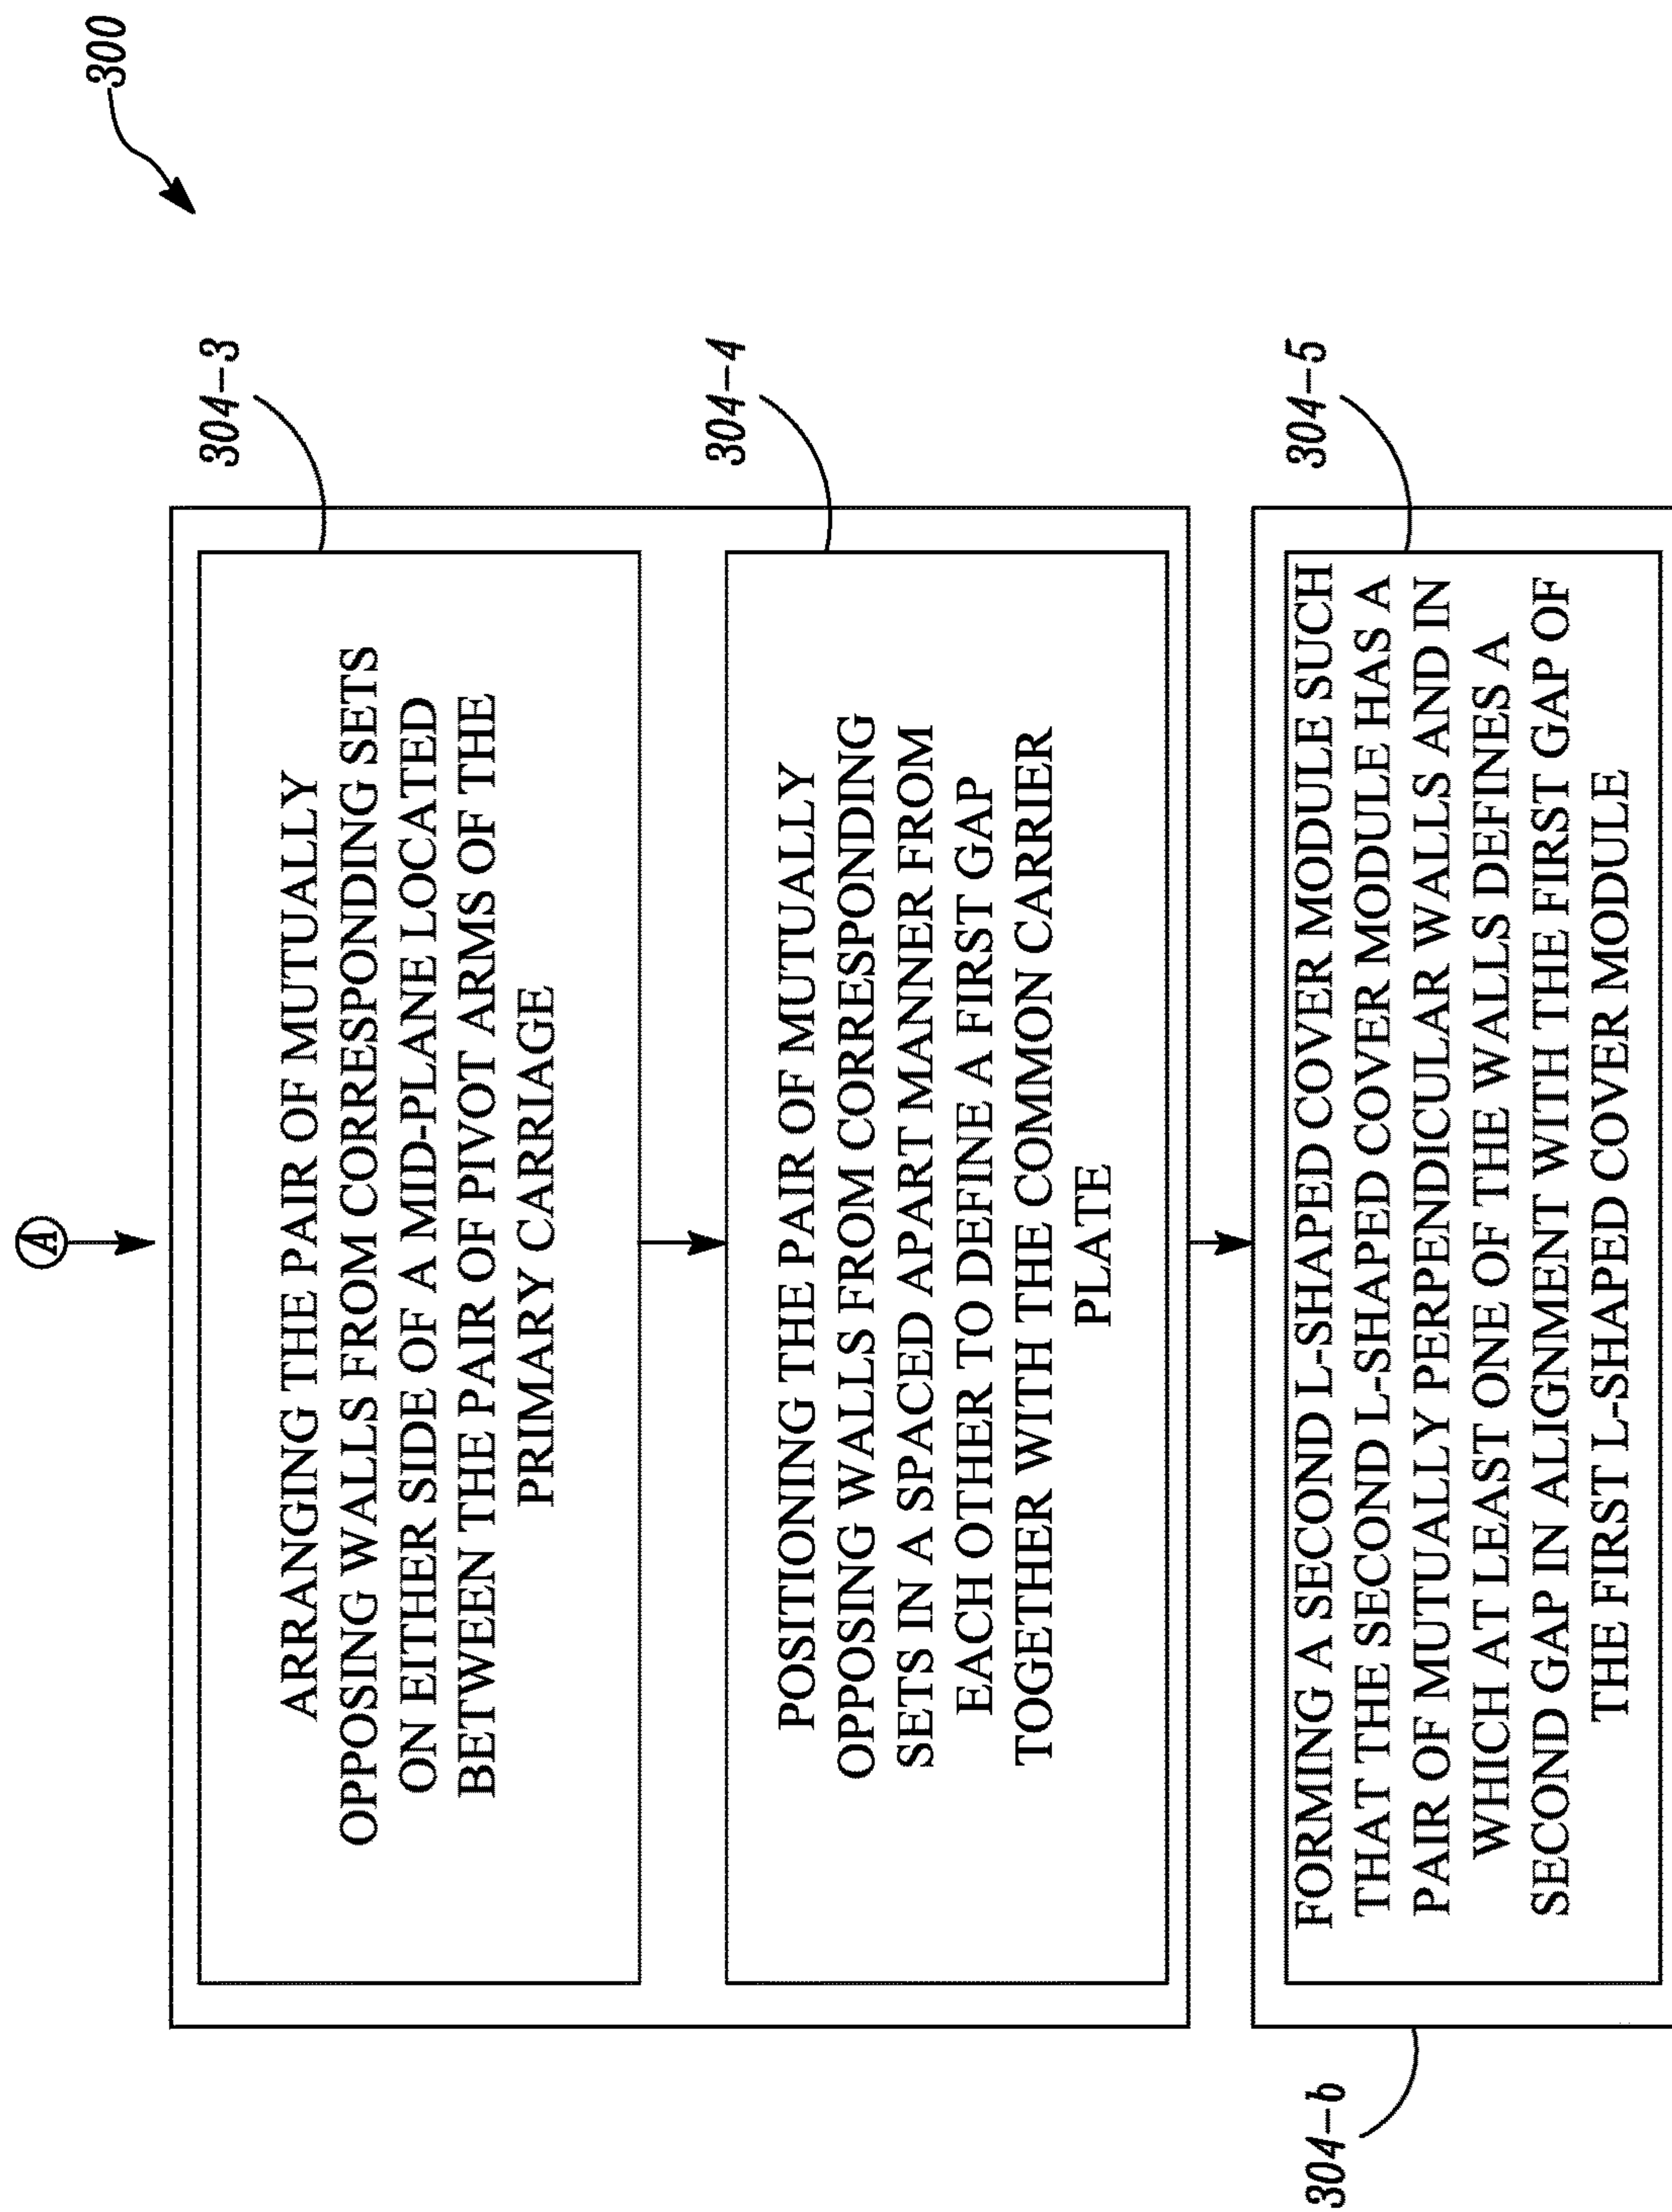 300
A
304-3
ARRANGING THE PAIR OF MUTUALLY
OPPOSING WALLS FROM CORRESPONDING SETS
ON EITHER SIDE OF A MID-PLANE LOCATED
BETWEEN THE PAIR OF PIVOT ARMS OF THE
PRIMARY CARRIAGE
304-4
POSITIONING THE PAIR OF MUTUALLY
OPPOSING WALLS FROM CORRESPONDING
SETS IN A SPACED APART MANNER FROM
EACH OTHER TO DEFINE A FIRST GAP
TOGETHER WITH THE COMMON CARRIER
PLATE
304-b
304-5
FORMING A SECOND L-SHAPED COVER MODULE SUCH
THAT THE SECOND L-SHAPED COVER MODULE HAS A
PAIR OF MUTUALLY PERPENDICULAR WALLS AND IN
WHICH AT LEAST ONE OF THE WALLS DEFINES A
SECOND GAP IN ALIGNMENT WITH THE FIRST GAP OF
THE FIRST L-SHAPED COVER MODULE